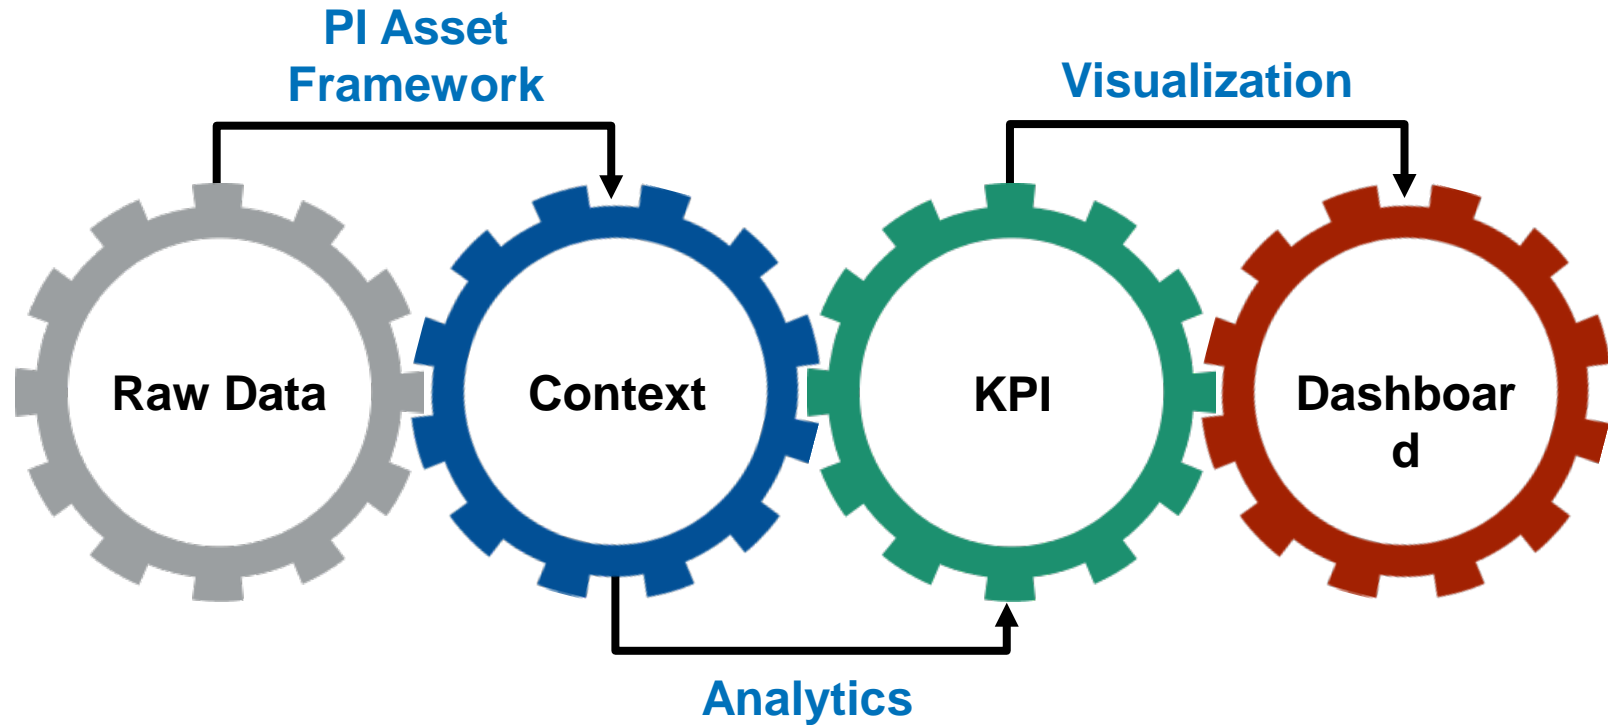 PI Asset
Framework
Visualization
Raw Data
Context
KPI
Dashboar
d
Analytics